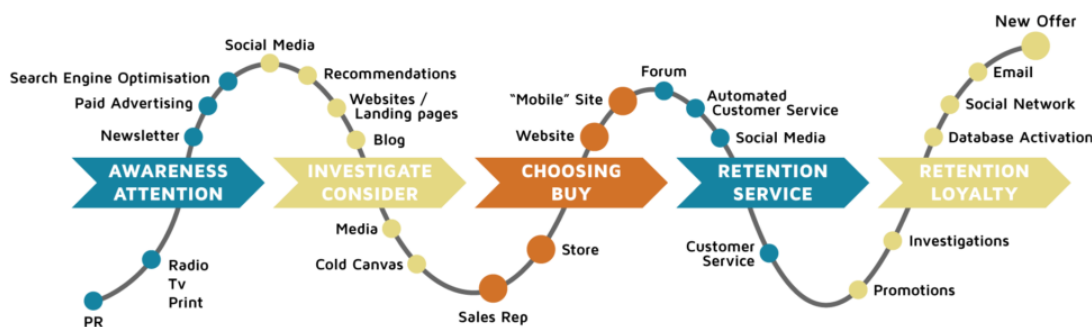 New Offer
Social Media
Search Engine Optimisation
Recommendations
Forum
Email
Paid Advertising
Websites /
Landing pages
"Mobile" Site
Automated
Customer Service
Social Network
Newsletter
Blog
Website
Social Media
Database Activation
AWARENESS
ATTENTION
INVESTIGATE
CONSIDER
CHOOSING
BUY
RETENTION
SERVICE
RETENTION
LOYALTY
Media
Cold Canvas
Store
Customer
Service
Investigations
Radio
Tv
Print
PR
Sales Rep
Promotions